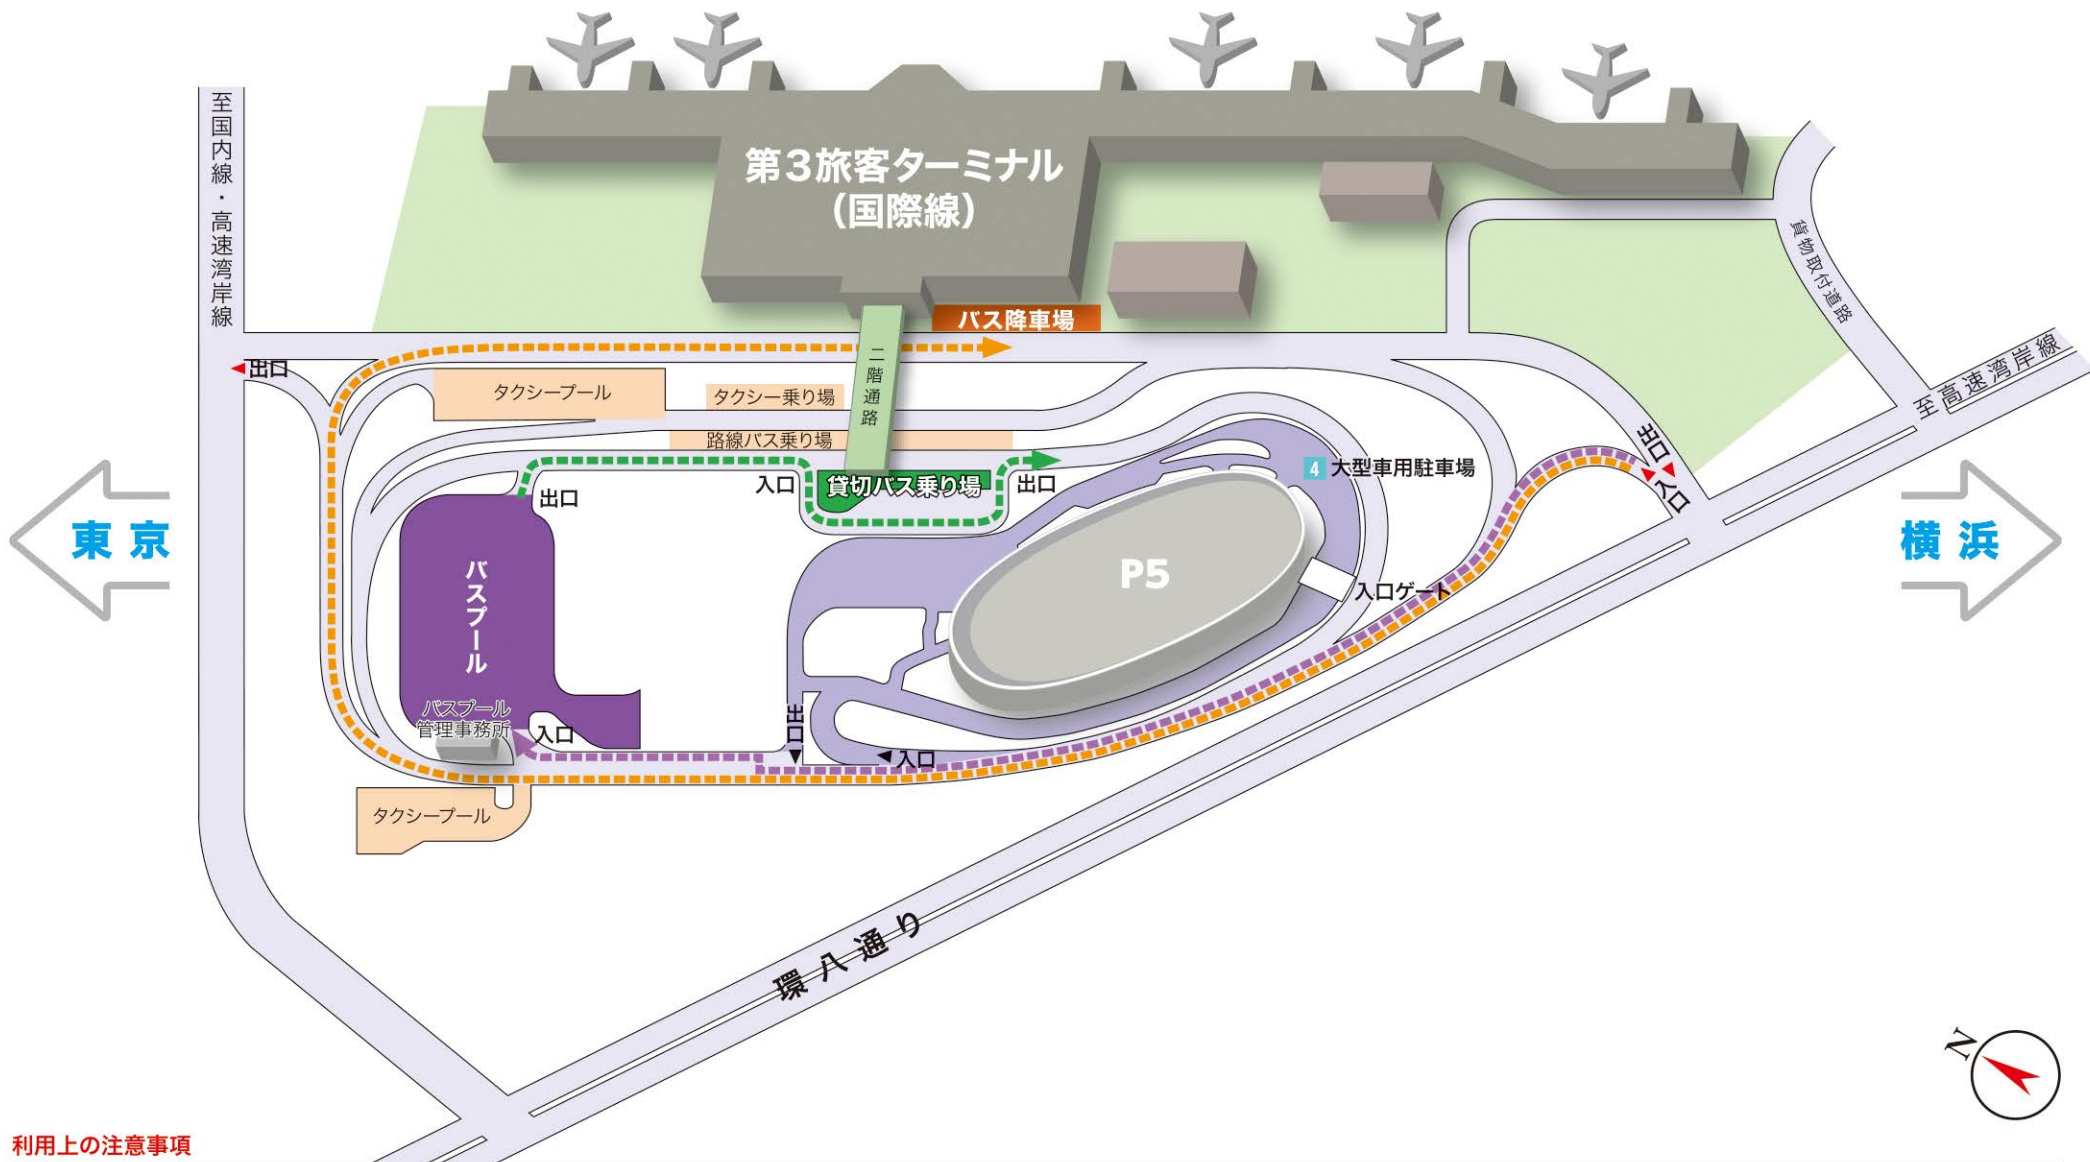 至国内線・高速湾岸線
第3旅客ターミナル
(国際線)
バス降車場
二階通路
貨物取付道路
至高速湾岸線
出口
タクシープール
タクシー乗り場
路線バス乗り場
出口
入口
貸切バス乗り場
出口
4 大型車用駐車場
出口
入口
東京
横浜
バスプール
P5
入口ゲート
バスプール
管理事務所
入口
出口
入口
タクシープール
環八通り
N
利用上の注意事項